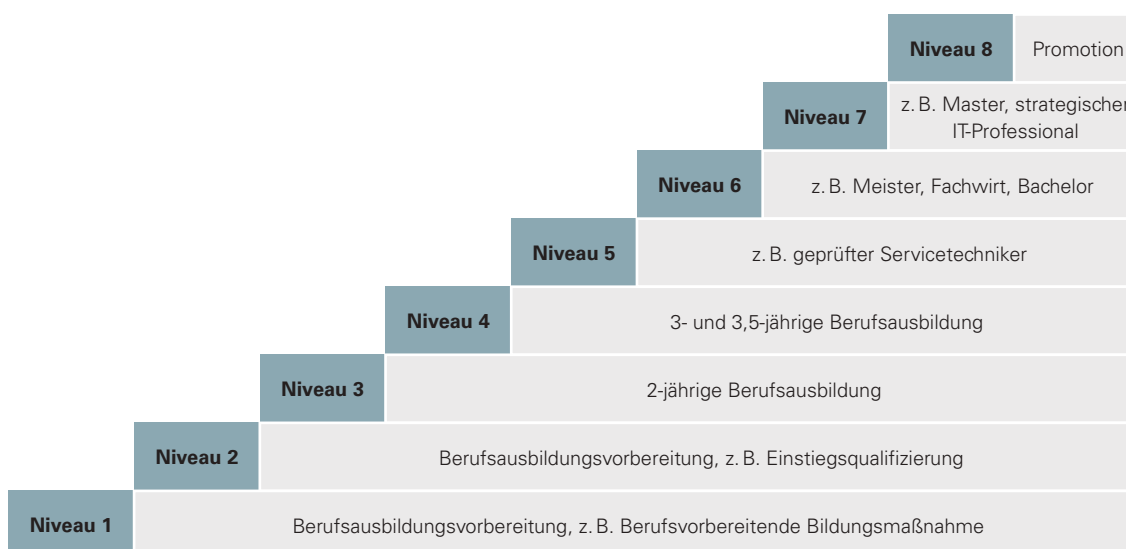 Niveau 8 Promotion
Niveau 7 z. B. Master, strategischer
IT-Professional
Niveau 6 z. B. Meister, Fachwirt, Bachelor
Niveau 5 z. B. geprüfter Servicetechniker
Niveau 4 3- und 3,5-jährige Berufsausbildung
Niveau 3 2-jährige Berufsausbildung
Niveau 2 Berufsausbildungsvorbereitung, z. B. Einstiegsqualifizierung
Niveau 1 Berufsausbildungsvorbereitung, z. B. Berufsvorbereitende Bildungsmaßnahme